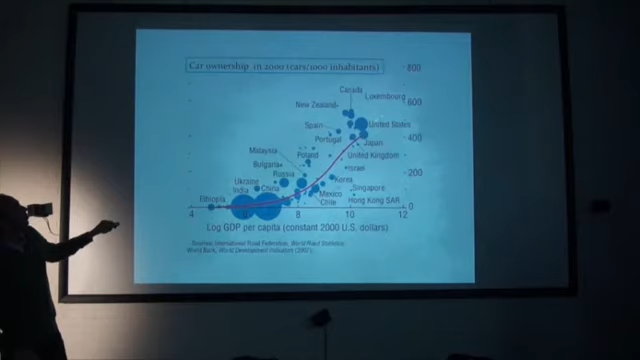 Car ownership in 2000 (cars/1000 inhabitants)
800
Canada
Luxembourg
600
New Zealand
Spain
United States
400
Portugal
Japan
Malaysia
Poland
United Kingdom
Bulgaria
Israel
Russia
200
Ukraine
Korea
India
China
Singapore
Ethiopia
Mexico
Chile
Hong Kong SAR
0
4
8
10
12
Log GDP per capita (constant 2000 U.S. dollars)
Sources: International Road Federation, World Road Statistics;
World Bank, World Development Indicators (2007).